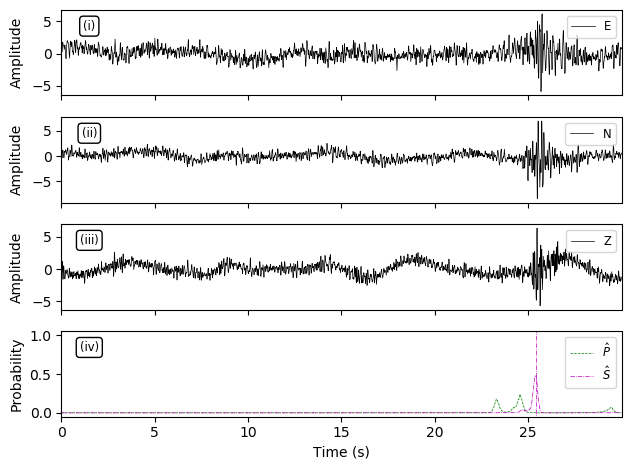 (i)
E
Amplitude
5
0
−5
(ii)
N
Amplitude
5
0
−5
(iii)
Z
Amplitude
5
0
−5
(iv)
P̂
Ŝ
Probability
1.0
0.5
0.0
0 5 10 15 20 25
Time (s)